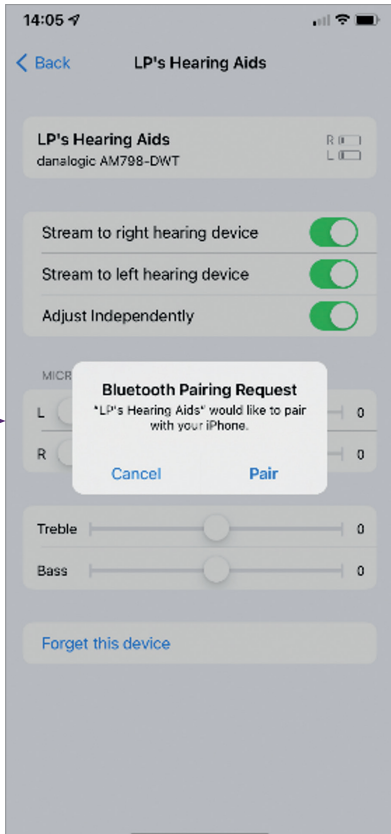 14:05
Back
LP's Hearing Aids
LP's Hearing Aids
danalogic AM798-DWT
R
L
Stream to right hearing device
Stream to left hearing device
Adjust Independently
MICR
Bluetooth Pairing Request
"LP's Hearing Aids" would like to pair
with your iPhone.
Cancel
Pair
L
0
R
0
Treble
0
Bass
0
Forget this device